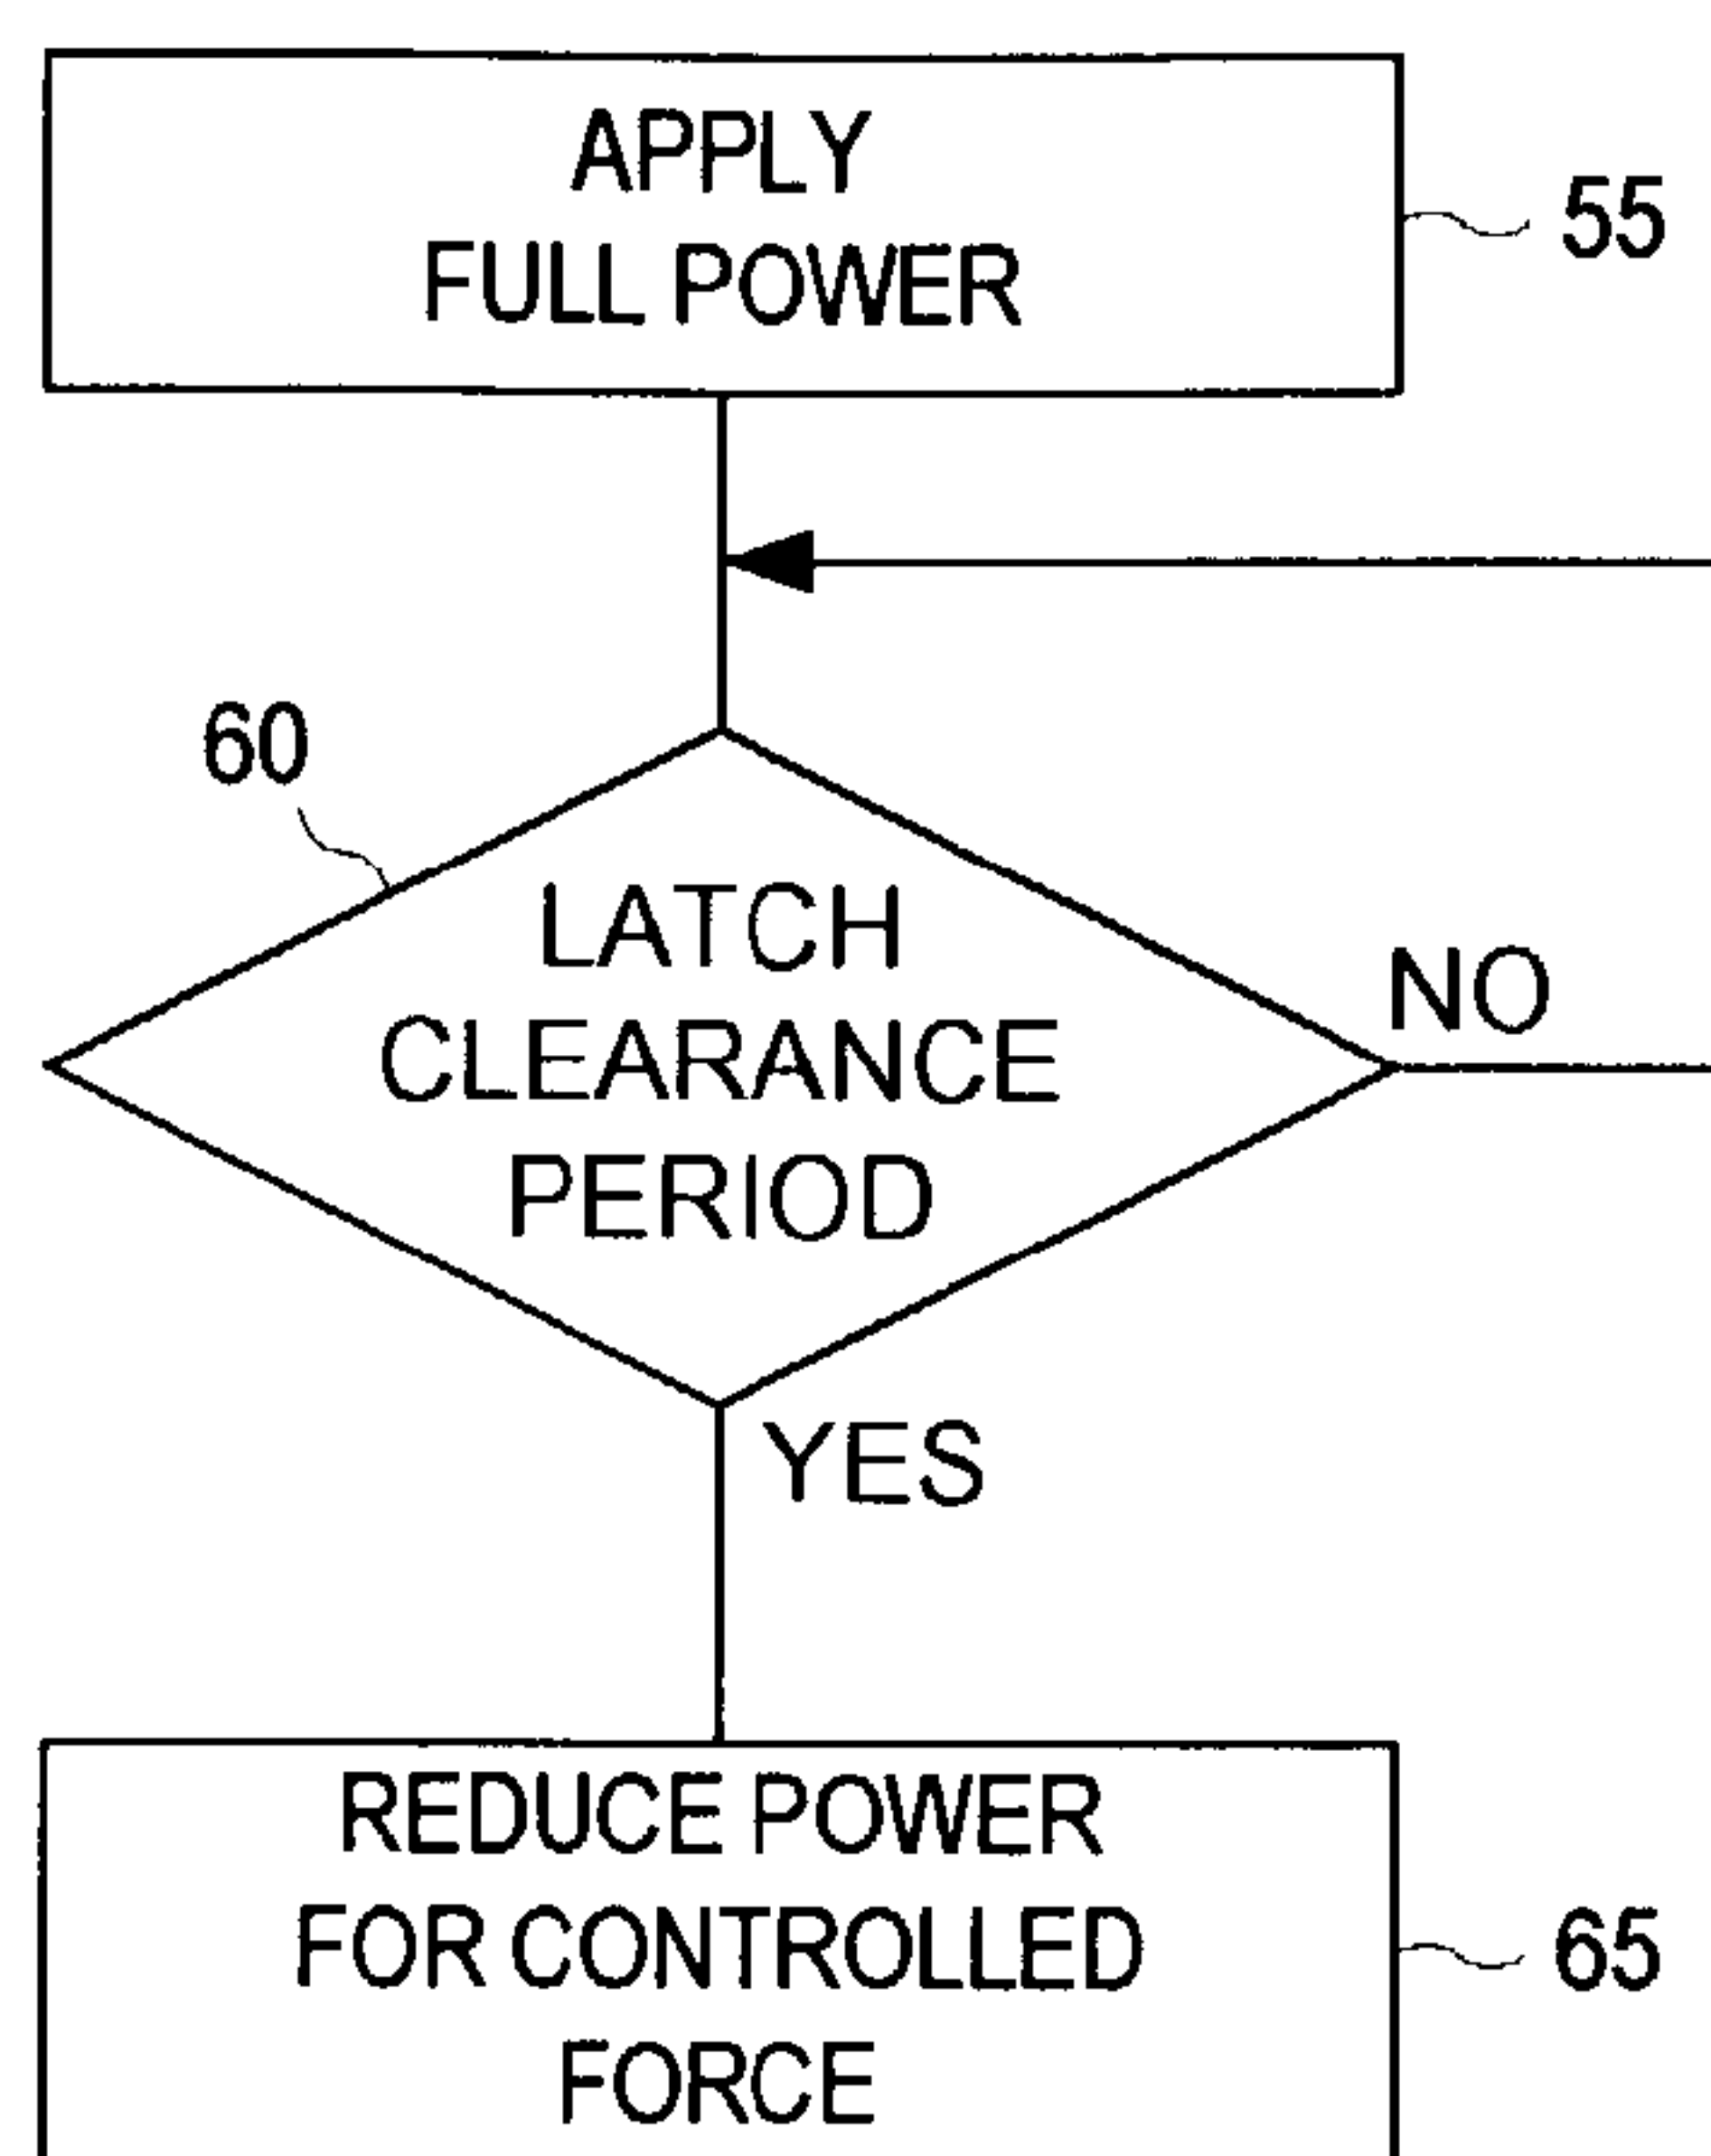 APPLY
FULL POWER
55
60
LATCH
CLEARANCE
PERIOD
NO
YES
REDUCE POWER
FOR CONTROLLED
FORCE
65